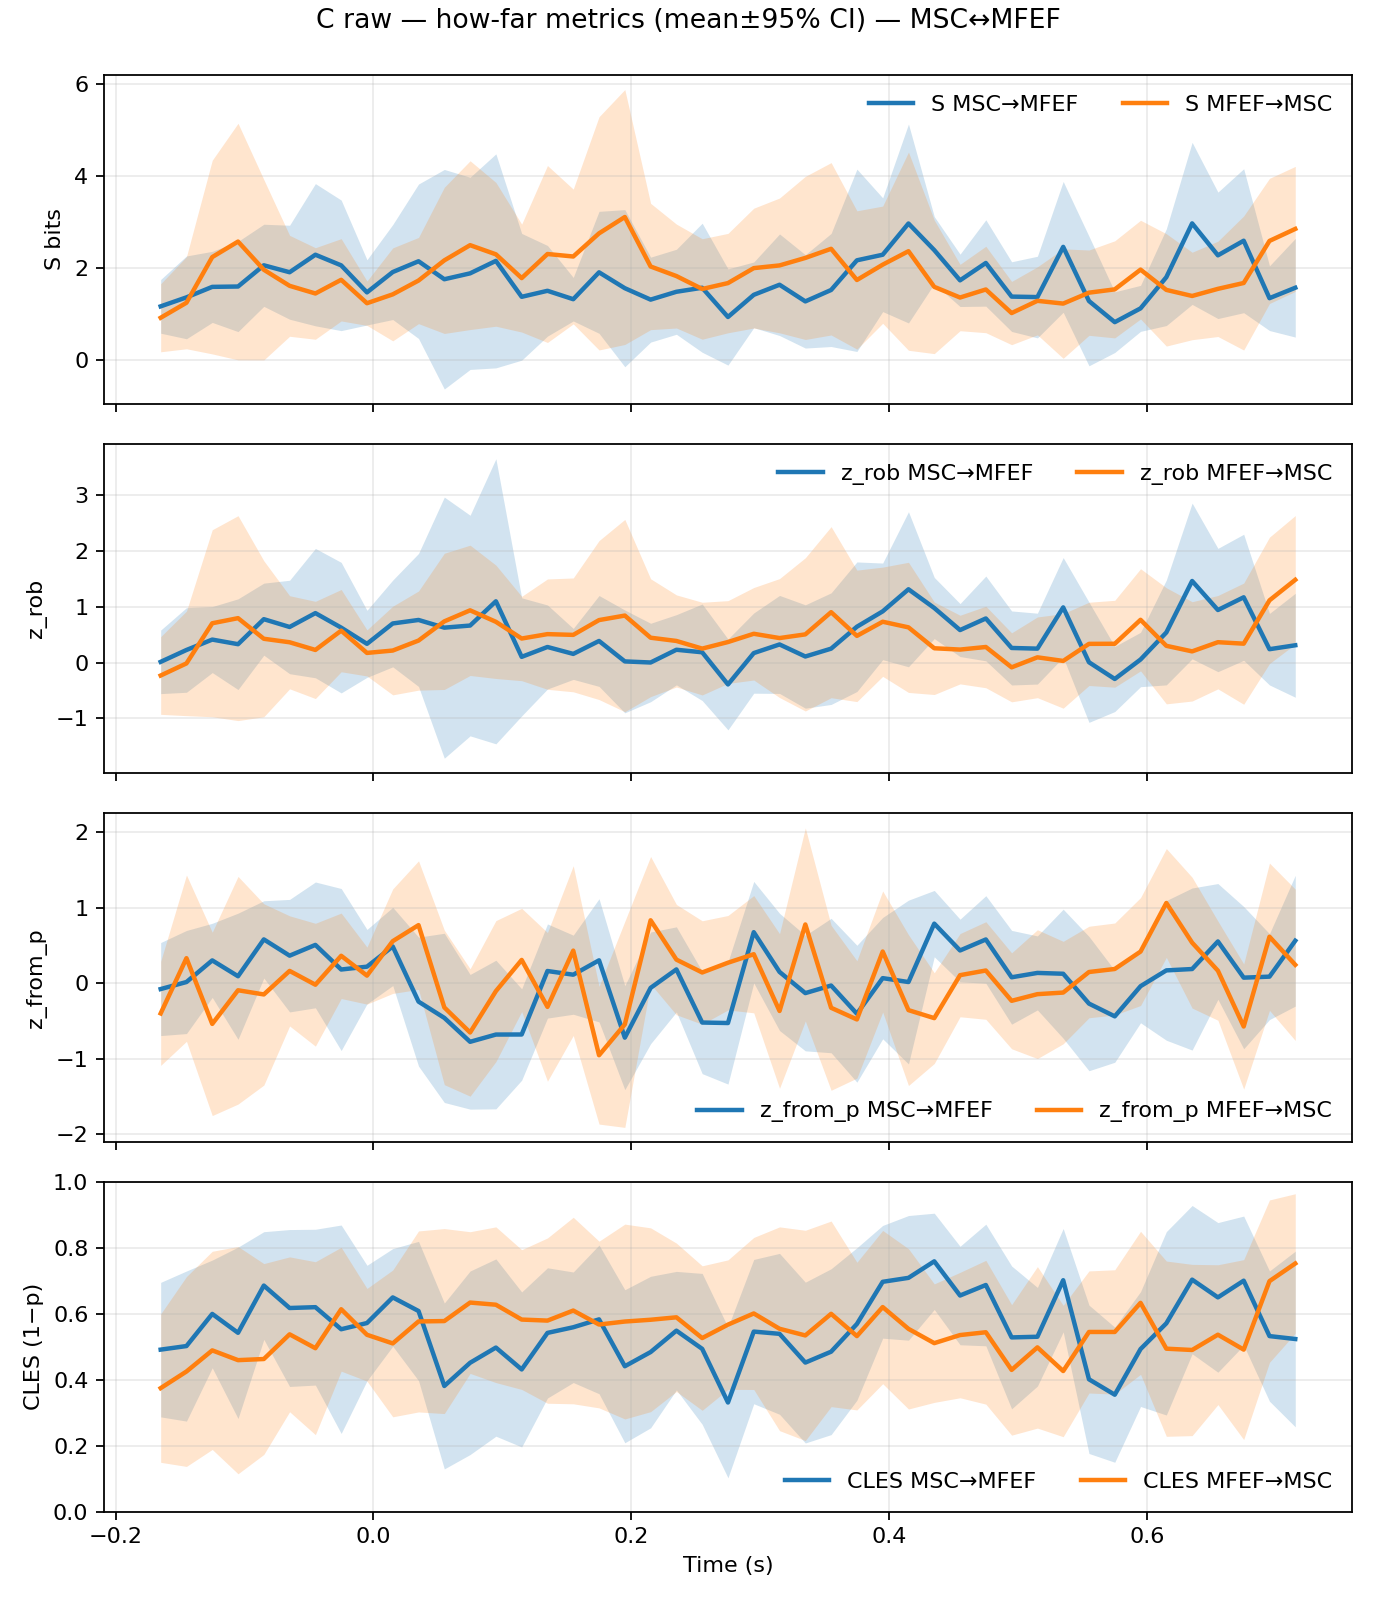 C raw — how-far metrics (mean±95% CI) — MSC↔MFEF
S bits
6
4
2
0
S MSC→MFEF
S MFEF→MSC
z_rob
3
2
1
0
−1
z_rob MSC→MFEF
z_rob MFEF→MSC
z_from_p
2
1
0
−1
−2
z_from_p MSC→MFEF
z_from_p MFEF→MSC
CLES (1−p)
1.0
0.8
0.6
0.4
0.2
0.0
CLES MSC→MFEF
CLES MFEF→MSC
−0.2
0.0
0.2
0.4
0.6
Time (s)